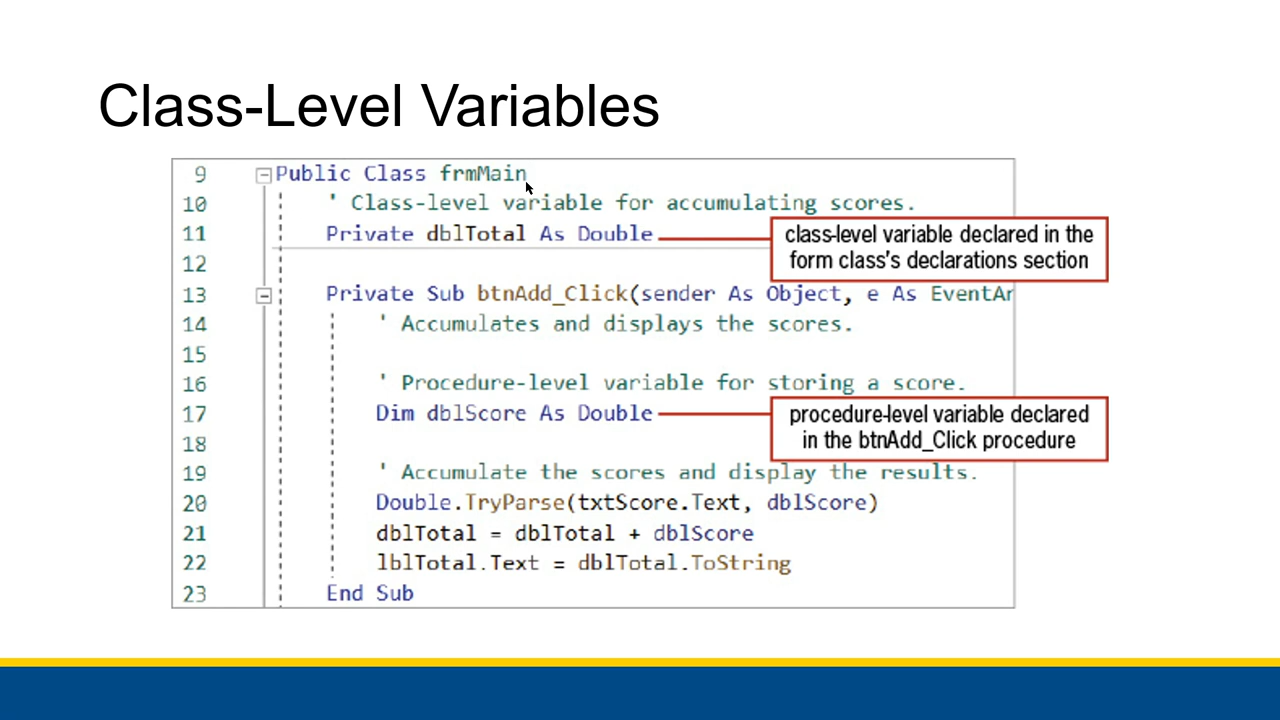 Class-Level Variables
9 Public Class frmMain
10 ' Class-level variable for accumulating scores.
11 Private dblTotal As Double
class-level variable declared in the
form class's declarations section
12
13 Private Sub btnAdd_Click(sender As Object, e As EventAr
14 ' Accumulates and displays the scores.
15
16 ' Procedure-level variable for storing a score.
17 Dim dblScore As Double
procedure-level variable declared
in the btnAdd_Click procedure
18
19 ' Accumulate the scores and display the results.
20 Double.TryParse(txtScore.Text, dblScore)
21 dblTotal = dblTotal + dblScore
22 lblTotal.Text = dblTotal.ToString
23 End Sub